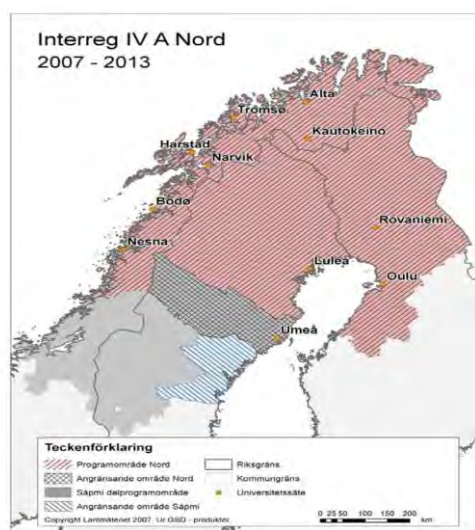 Interreg IV A Nord
2007 - 2013
Alta
Tromsø
Kautokeino
Harstad
Narvik
Bodø
Rovaniemi
Nesna
Luleå
Oulu
Umeå
Teckenförklaring
Programområde Nord
Riksgräns
Angränsande område Nord
Kommungräns
Sápmi delprogramområde
Universitetssäte
Angränsande område Sápmi
0 25 50 100 150 200
km
Copyright Lantmäteriet 2007. Ur GSD - produkter.